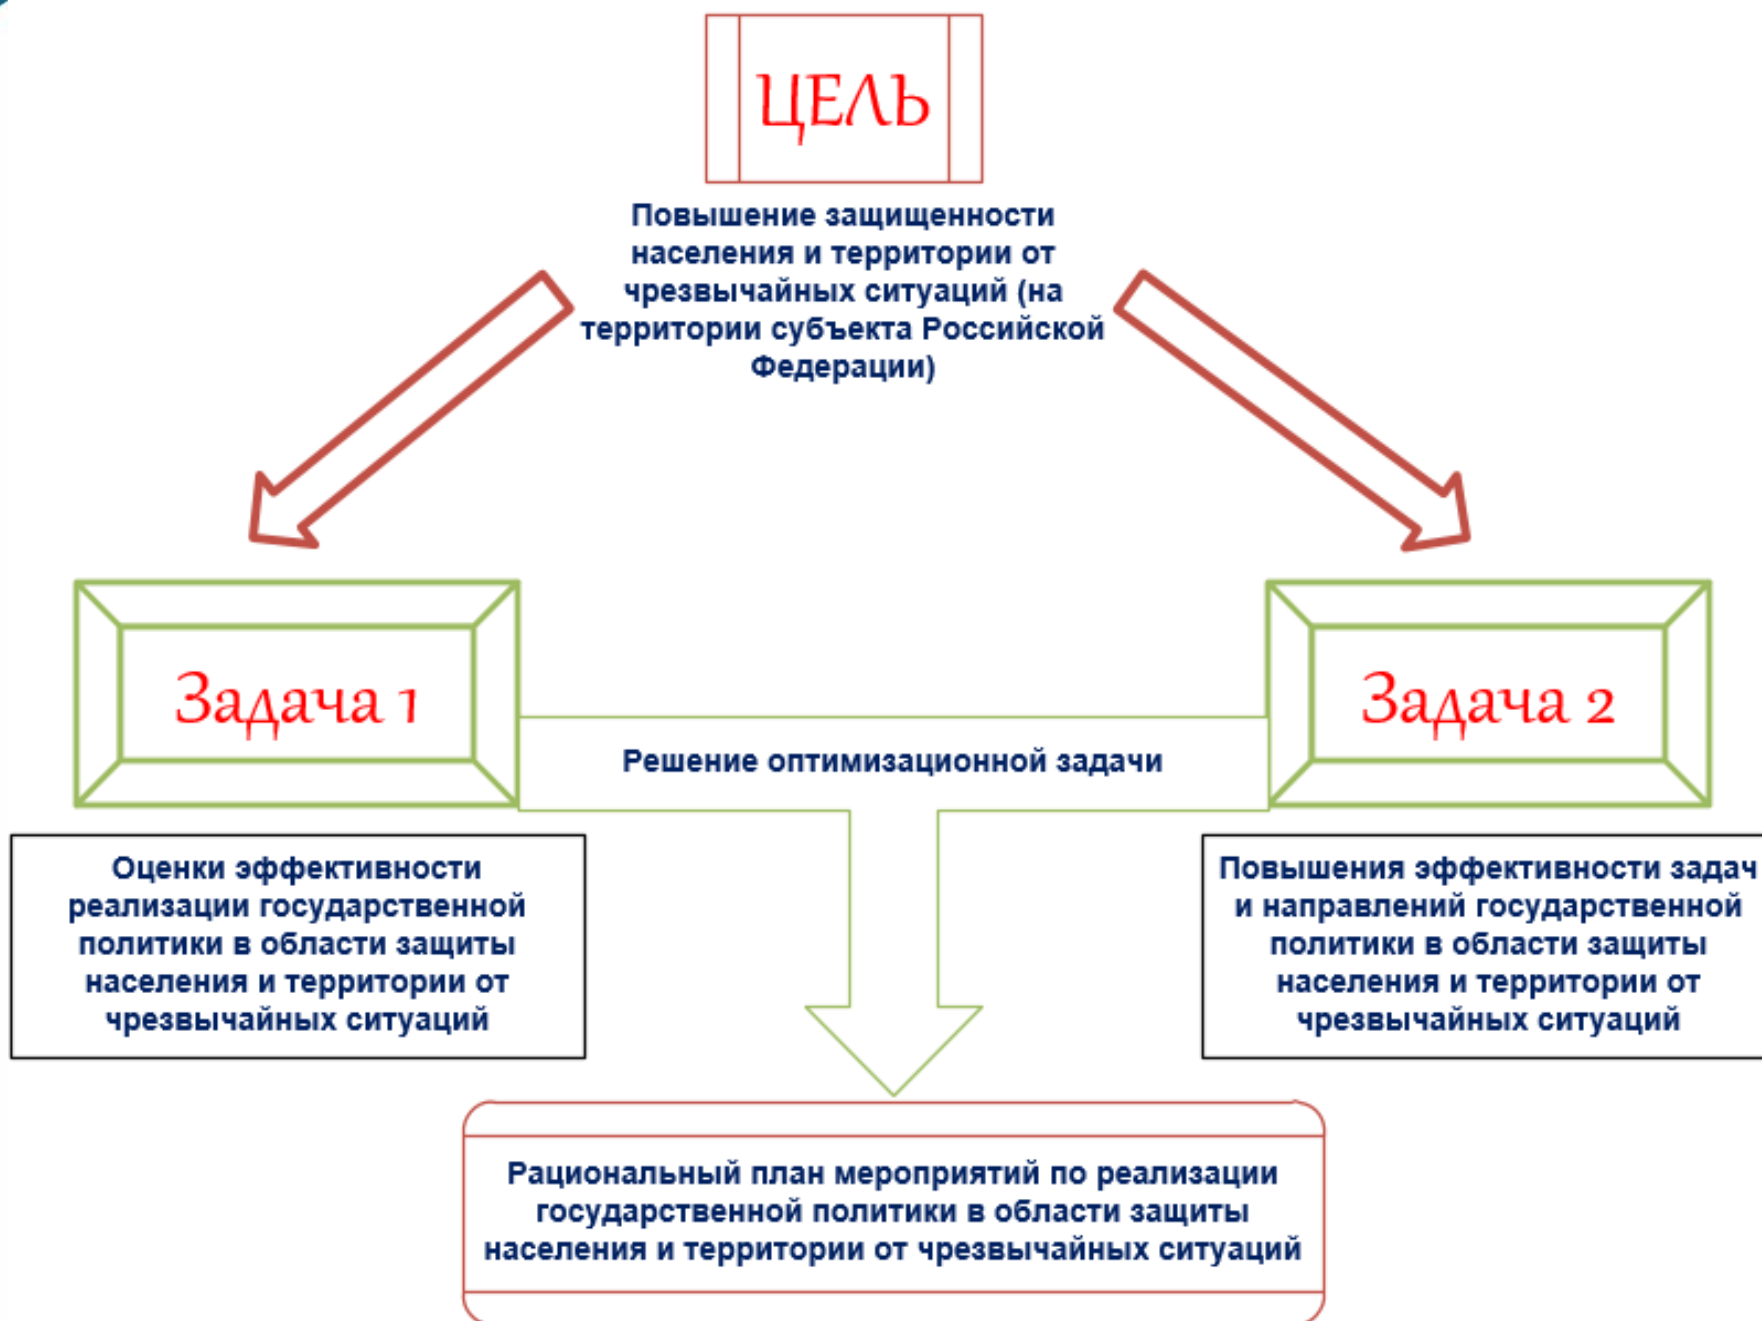 ЦЕЛЬ
Повышение защищенности
населения и территории от
чрезвычайных ситуаций (на
территории субъекта Российской
Федерации)
Задача 1
Задача 2
Решение оптимизационной задачи
Оценки эффективности
реализации государственной
политики в области защиты
населения и территории от
чрезвычайных ситуаций
Повышения эффективности задач
и направлений государственной
политики в области защиты
населения и территории от
чрезвычайных ситуаций
Рациональный план мероприятий по реализации
государственной политики в области защиты
населения и территории от чрезвычайных ситуаций